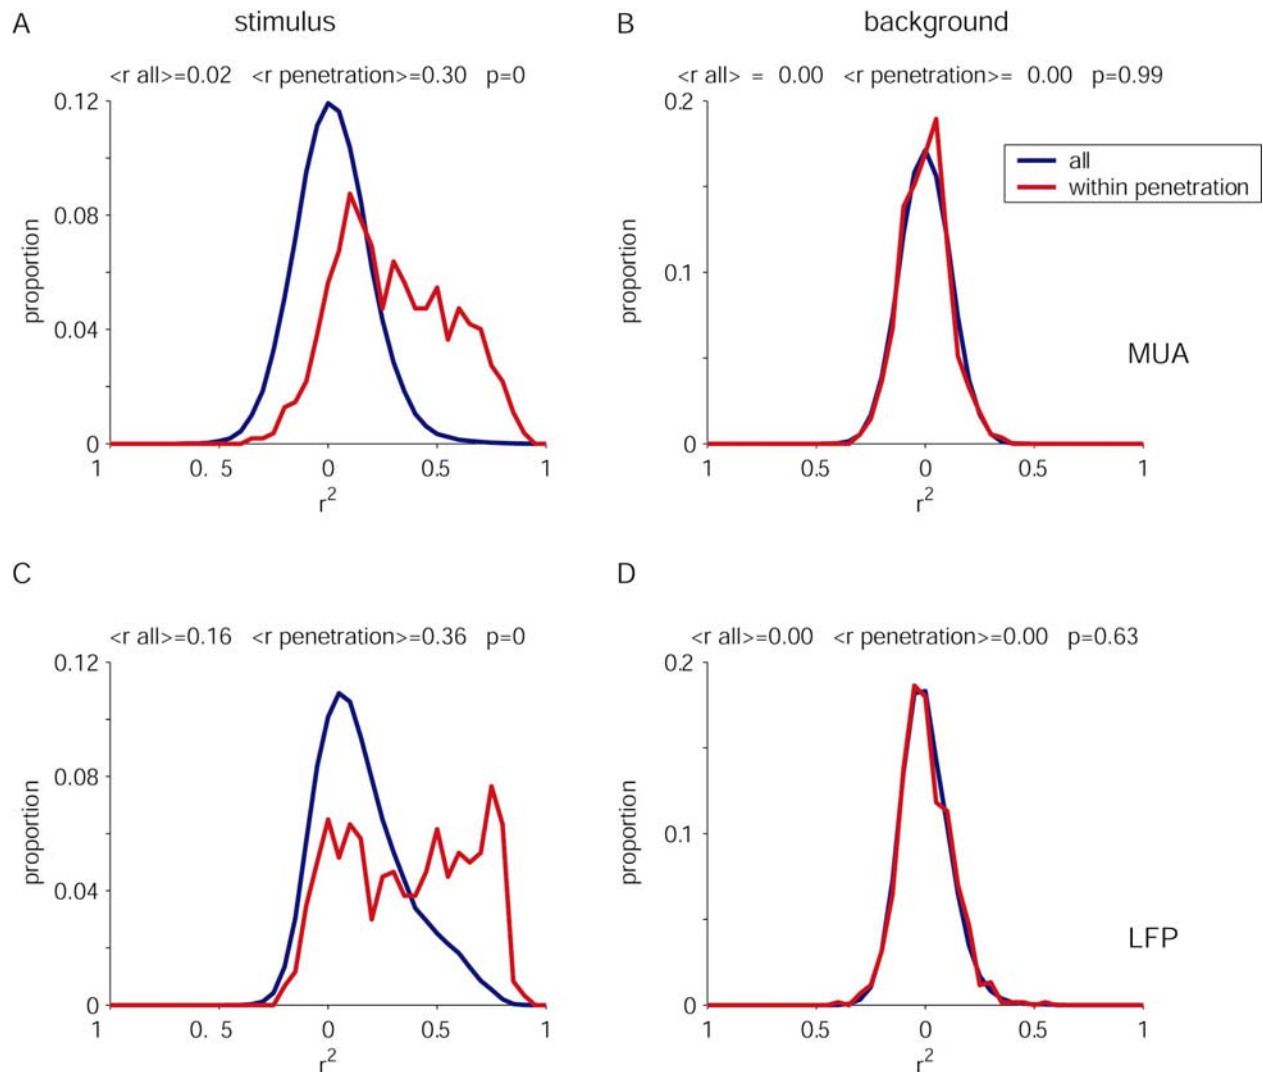 A stimulus
<r all>=0.02 <r penetration>=0.30 p=0
0.12
0.08
0.04
0
proportion
1 0. 5 0 0.5 1
r²
B background
<r all> = 0.00 <r penetration>= 0.00 p=0.99
0.2
0.1
0
proportion
all
within penetration
MUA
1 0.5 0 0.5 1
r²
C
<r all>=0.16 <r penetration>=0.36 p=0
0.12
0.08
0.04
0
proportion
1 0. 5 0 0.5 1
r²
D
<r all>=0.00 <r penetration>=0.00 p=0.63
0.2
0.1
0
proportion
LFP
1 0.5 0 0.5 1
r²